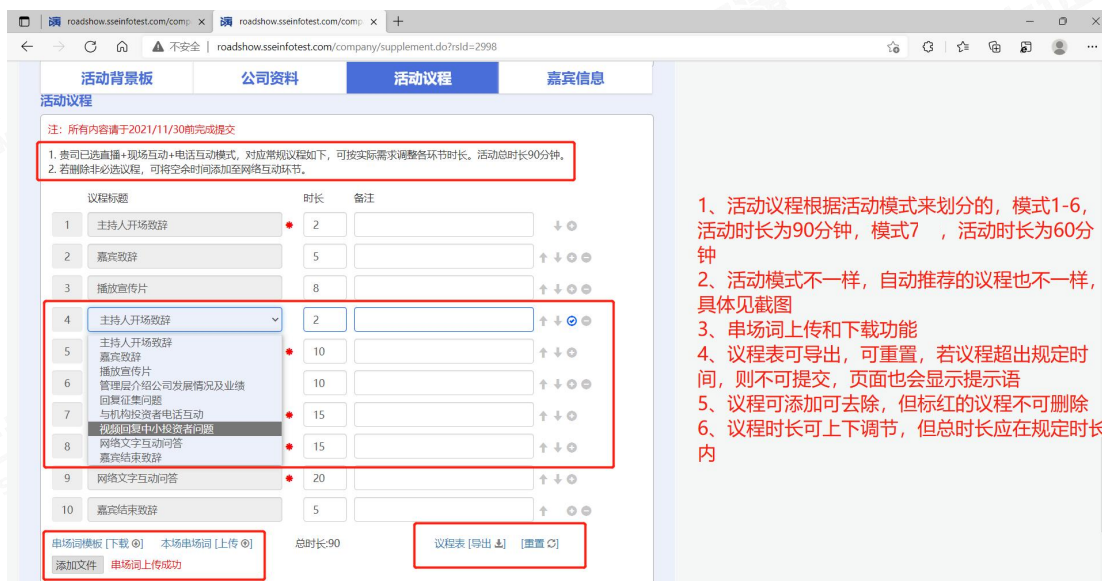 roadshow.sseinfotest.com/comp
roadshow.sseinfotest.com/comp
不安全 | roadshow.sseinfotest.com/company/supplement.do?rsId=2998
活动背景板 公司资料 活动议程 嘉宾信息
活动议程
注：所有内容请于2021/11/30前完成提交
1. 贵司已选直播+现场互动+电话互动模式，对应常规议程如下，可按实际需求调整各环节时长。活动总时长90分钟。
2. 若删除非必选议程，可将空余时间添加至网络互动环节。
议程标题 时长 备注
1 主持人开场致辞 2
2 嘉宾致辞 5
3 播放宣传片 8
4 主持人开场致辞 2
主持人开场致辞
5 10
嘉宾致辞
播放宣传片
6 10
管理层介绍公司发展情况及业绩
回复征集问题
7 与机构投资者电话互动 15
视频回复中小投资者问题
8 网络文字互动问答 15
嘉宾结束致辞
9 网络文字互动问答 20
10 嘉宾结束致辞 5
串场词模板 [下载] 本场串场词 [上传] 总时长:90 议程表 [导出] [重置]
添加文件 串场词上传成功
1、活动议程根据活动模式来划分的，模式1-6，
活动时长为90分钟，模式7 ，活动时长为60分
钟
2、活动模式不一样，自动推荐的议程也不一样，
具体见截图
3、串场词上传和下载功能
4、议程表可导出，可重置，若议程超出规定时
间，则不可提交，页面也会显示提示语
5、议程可添加可去除，但标红的议程不可删除
6、议程时长可上下调节，但总时长应在规定时长
内